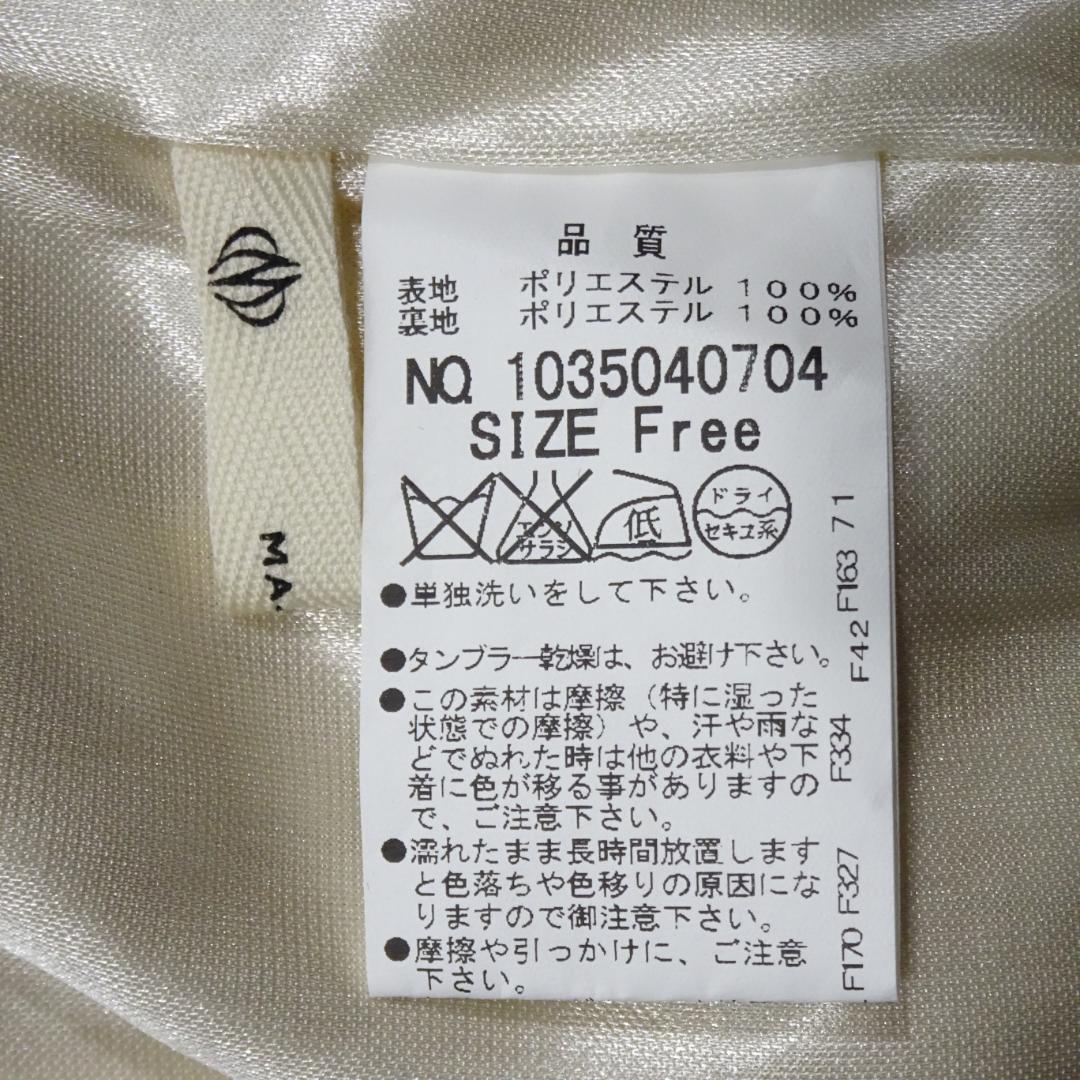 品 質
表地 ポリエステル 100%
裏地 ポリエステル 100%
NO. 1035040704
SIZE Free
エンソ
サラシ
低
ドライ
セキユ系
●単独洗いをして下さい。
●タンブラー乾燥は、お避け下さい。
●この素材は摩擦（特に湿った
状態での摩擦）や、汗や雨な
どでぬれた時は他の衣料や下
着に色が移る事がありますの
で、ご注意下さい。
●濡れたまま長時間放置します
と色落ちや色移りの原因にな
りますので御注意下さい。
●摩擦や引っかけに、ご注意
下さい。
F170 F327 F334 F42 F163 71
MA